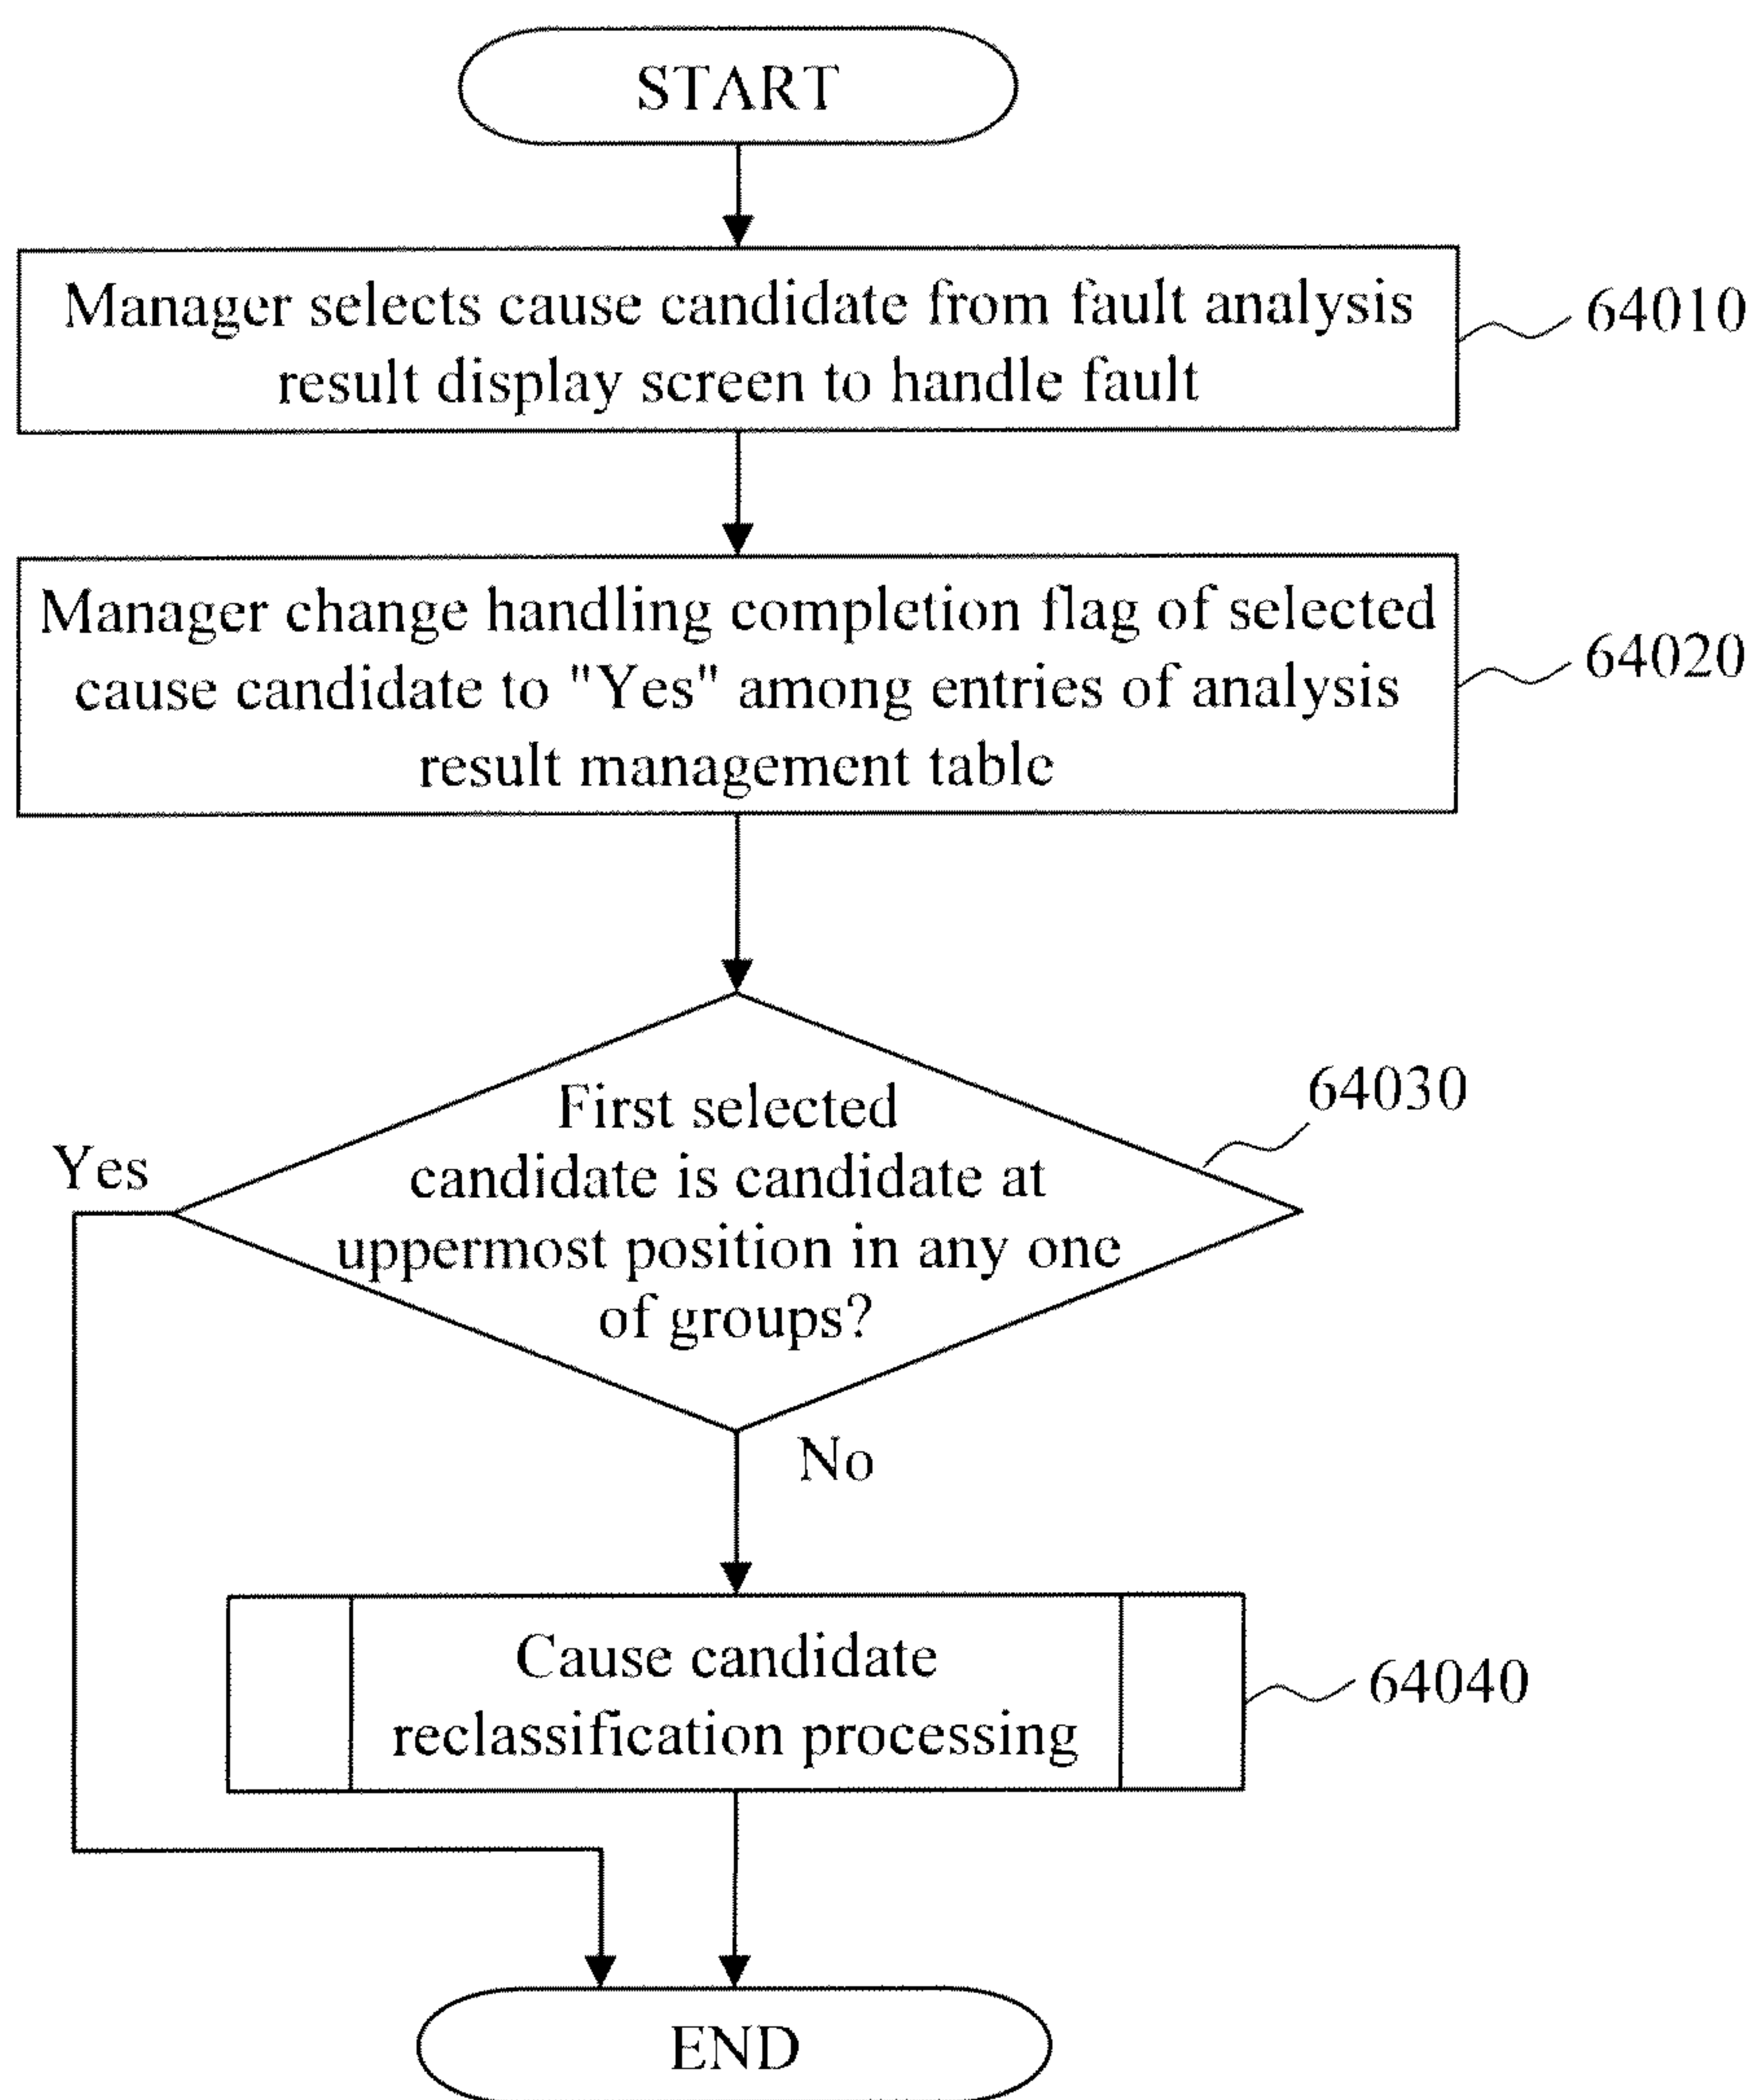 START
Manager selects cause candidate from fault analysis
result display screen to handle fault
64010
Manager change handling completion flag of selected
cause candidate to "Yes" among entries of analysis
result management table
64020
First selected
candidate is candidate at
uppermost position in any one
of groups?
64030
Yes
No
Cause candidate
reclassification processing
64040
END